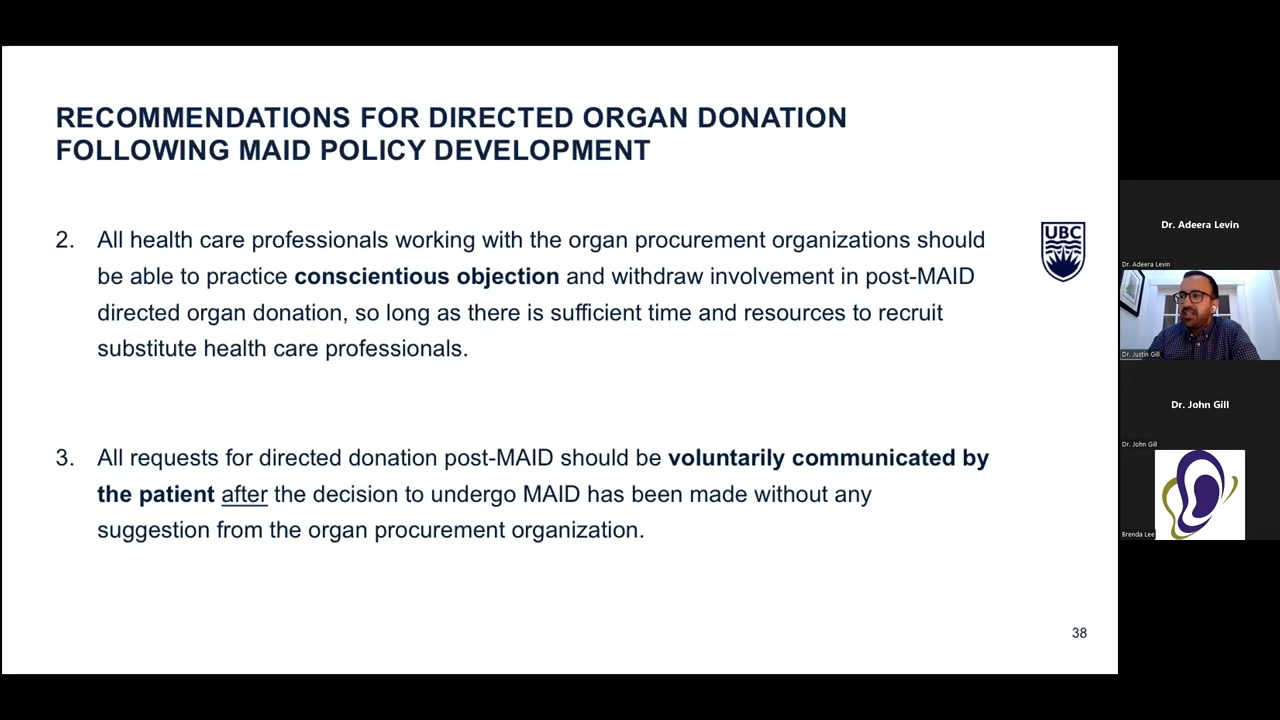 RECOMMENDATIONS FOR DIRECTED ORGAN DONATION
FOLLOWING MAID POLICY DEVELOPMENT
2. All health care professionals working with the organ procurement organizations should
be able to practice conscientious objection and withdraw involvement in post-MAID
directed organ donation, so long as there is sufficient time and resources to recruit
substitute health care professionals.
3. All requests for directed donation post-MAID should be voluntarily communicated by
the patient after the decision to undergo MAID has been made without any
suggestion from the organ procurement organization.
38
UBC
Dr. Adeera Levin
Dr. Adeera Levin
Dr. Justin Gill
Dr. John Gill
Dr. John Gill
Brenda Lee